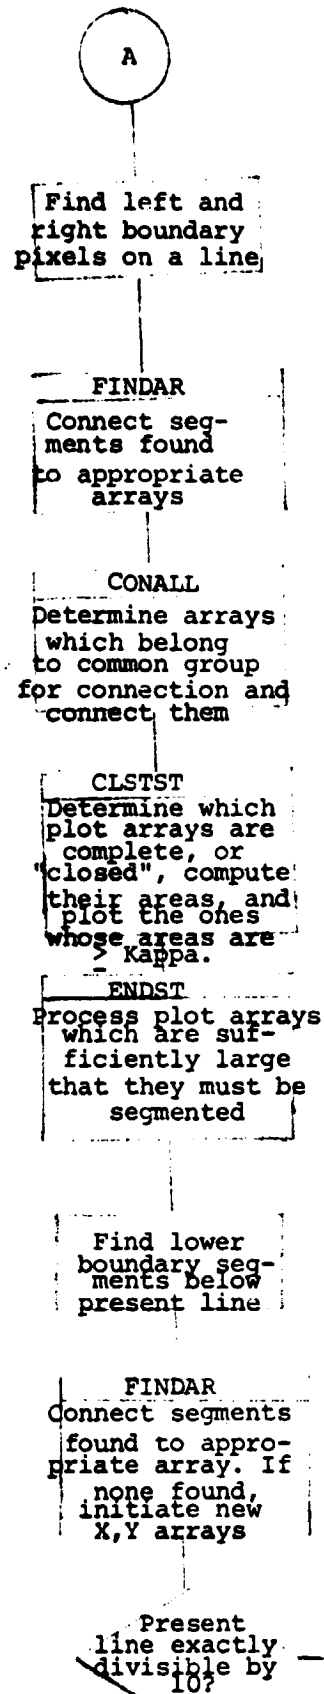 A
Find left and
right boundary
pixels on a line
FINDAR
Connect seg-
ments found
to appropriate
arrays
CONALL
Determine arrays
which belong
to common group
for connection and
connect them
CLSTST
Determine which
plot arrays are
complete, or
"closed", compute
their areas, and
plot the ones
whose areas are
≥ Kappa.
ENDST
Process plot arrays
which are suf-
ficiently large
that they must be
segmented
Find lower
boundary seg-
ments below
present line
FINDAR
Connect segments
found to appro-
priate array. If
none found,
initiate new
X,Y arrays
Present
line exactly
divisible by
10?